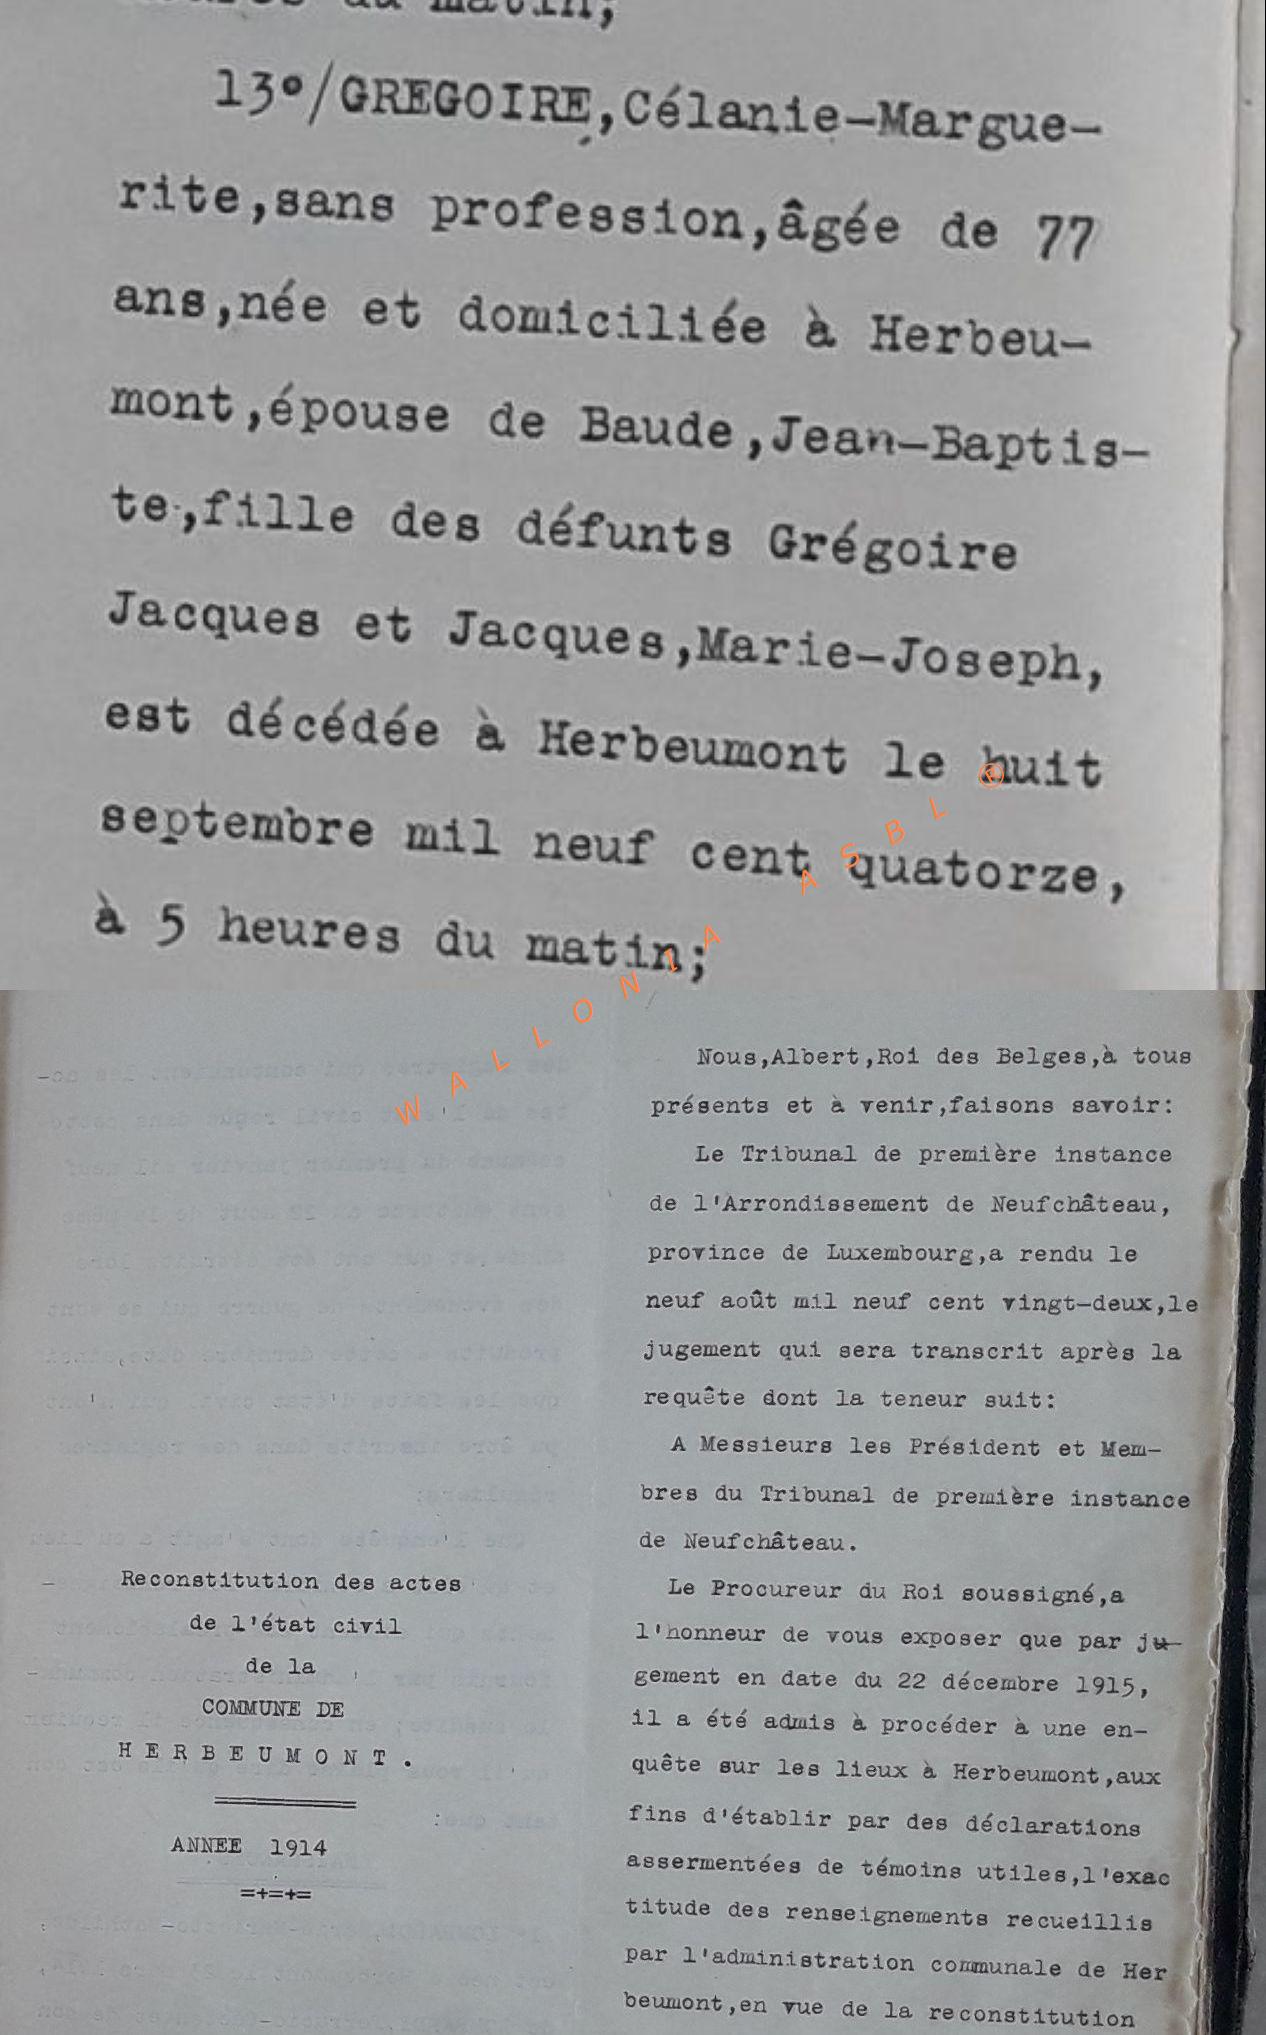 du matin;
13°/GREGOIRE,Célanie-Margue-
rite,sans profession,âgée de 77
ans,née et domiciliée à Herbeu-
mont,épouse de Baude,Jean-Baptis-
te,fille des défunts Grégoire
Jacques et Jacques,Marie-Joseph,
est décédée à Herbeumont le huit
septembre mil neuf cent quatorze,
à 5 heures du matin;
WALLONIA ASBL ®
Reconstitution des actes
de l'état civil
de la
COMMUNE DE
HERBEUMONT.
ANNEE 1914
=+=+=
Nous,Albert,Roi des Belges,à tous
présents et à venir,faisons savoir:
Le Tribunal de première instance
de l'Arrondissement de Neufchâteau,
province de Luxembourg,a rendu le
neuf août mil neuf cent vingt-deux,le
jugement qui sera transcrit après la
requête dont la teneur suit:
A Messieurs les Président et Mem-
bres du Tribunal de première instance
de Neufchâteau.
Le Procureur du Roi soussigné,a
l'honneur de vous exposer que par ju-
gement en date du 22 décembre 1915,
il a été admis à procéder à une en-
quête sur les lieux à Herbeumont,aux
fins d'établir par des déclarations
assermentées de témoins utiles,l'exac
titude des renseignements recueillis
par l'administration communale de Her
beumont,en vue de la reconstitution